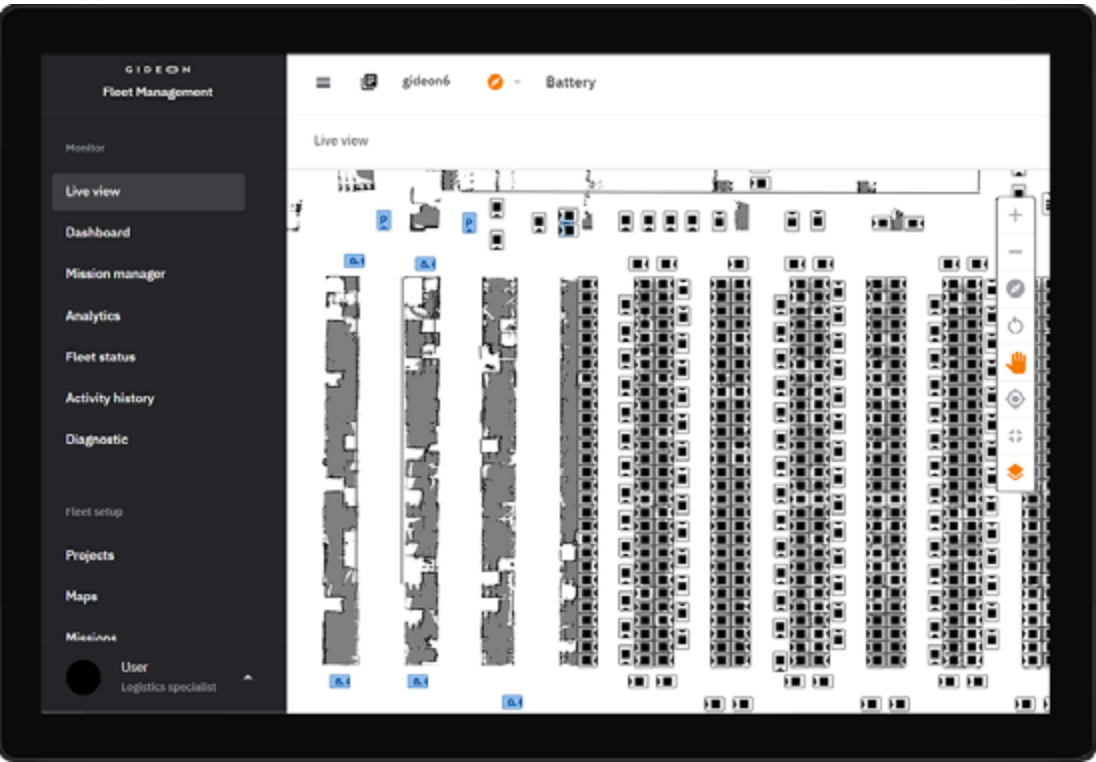 GIDEON
Fleet Management
Monitor
Live view
Dashboard
Mission manager
Analytics
Fleet status
Activity history
Diagnostic
Fleet setup
Projects
Maps
Missions
User
Logistics specialist
gideon6
Battery
Live view
P
P
P
P
P
P
P